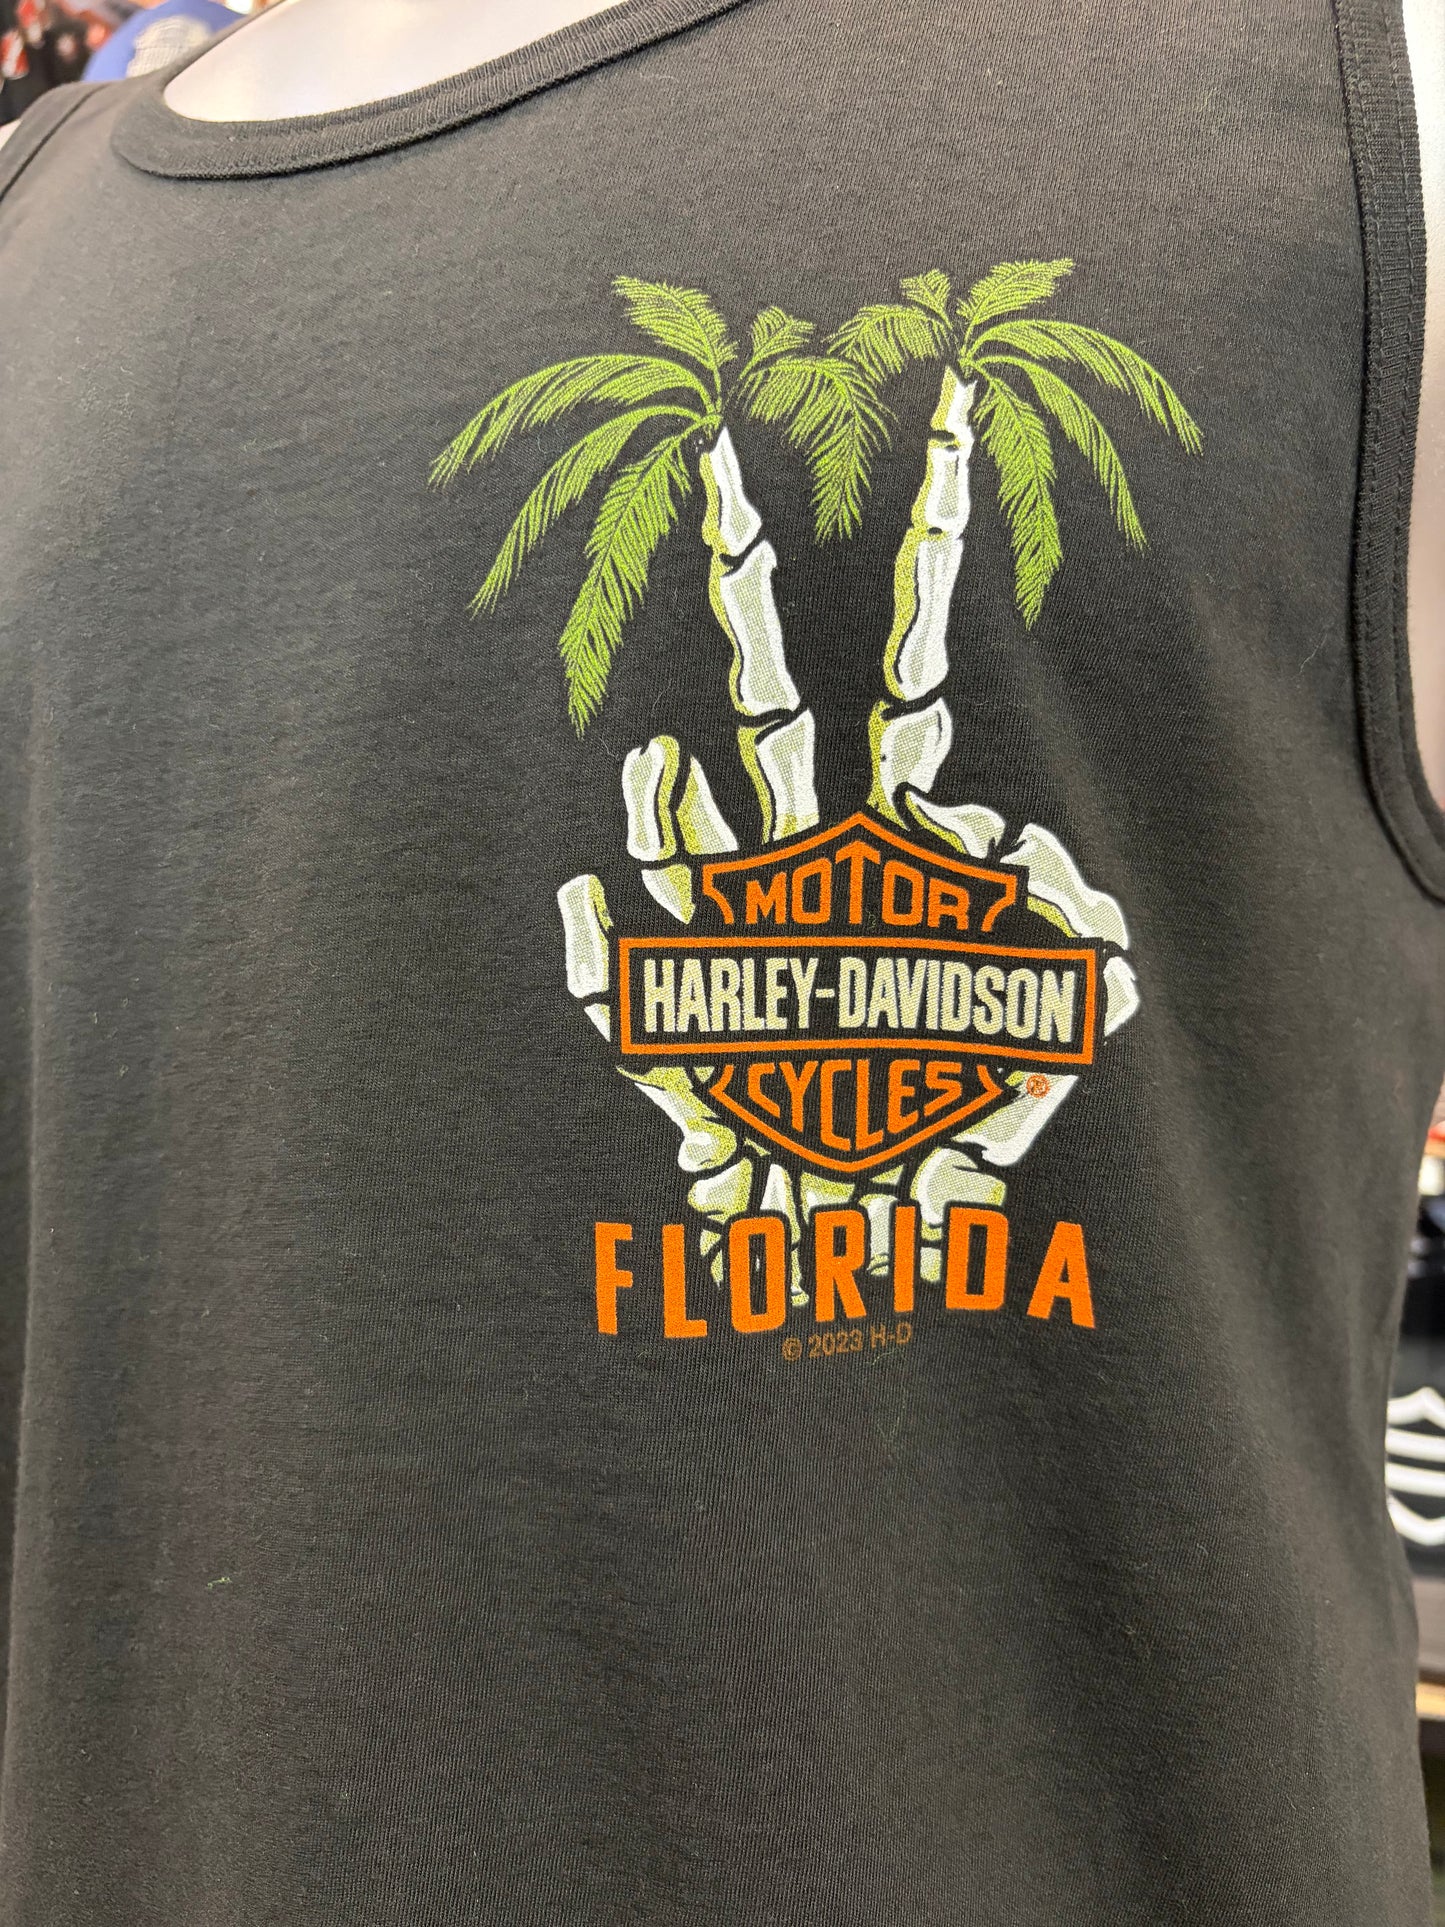 MOTOR
HARLEY-DAVIDSON
CYCLES ®
FLORIDA
© 2023 H-D